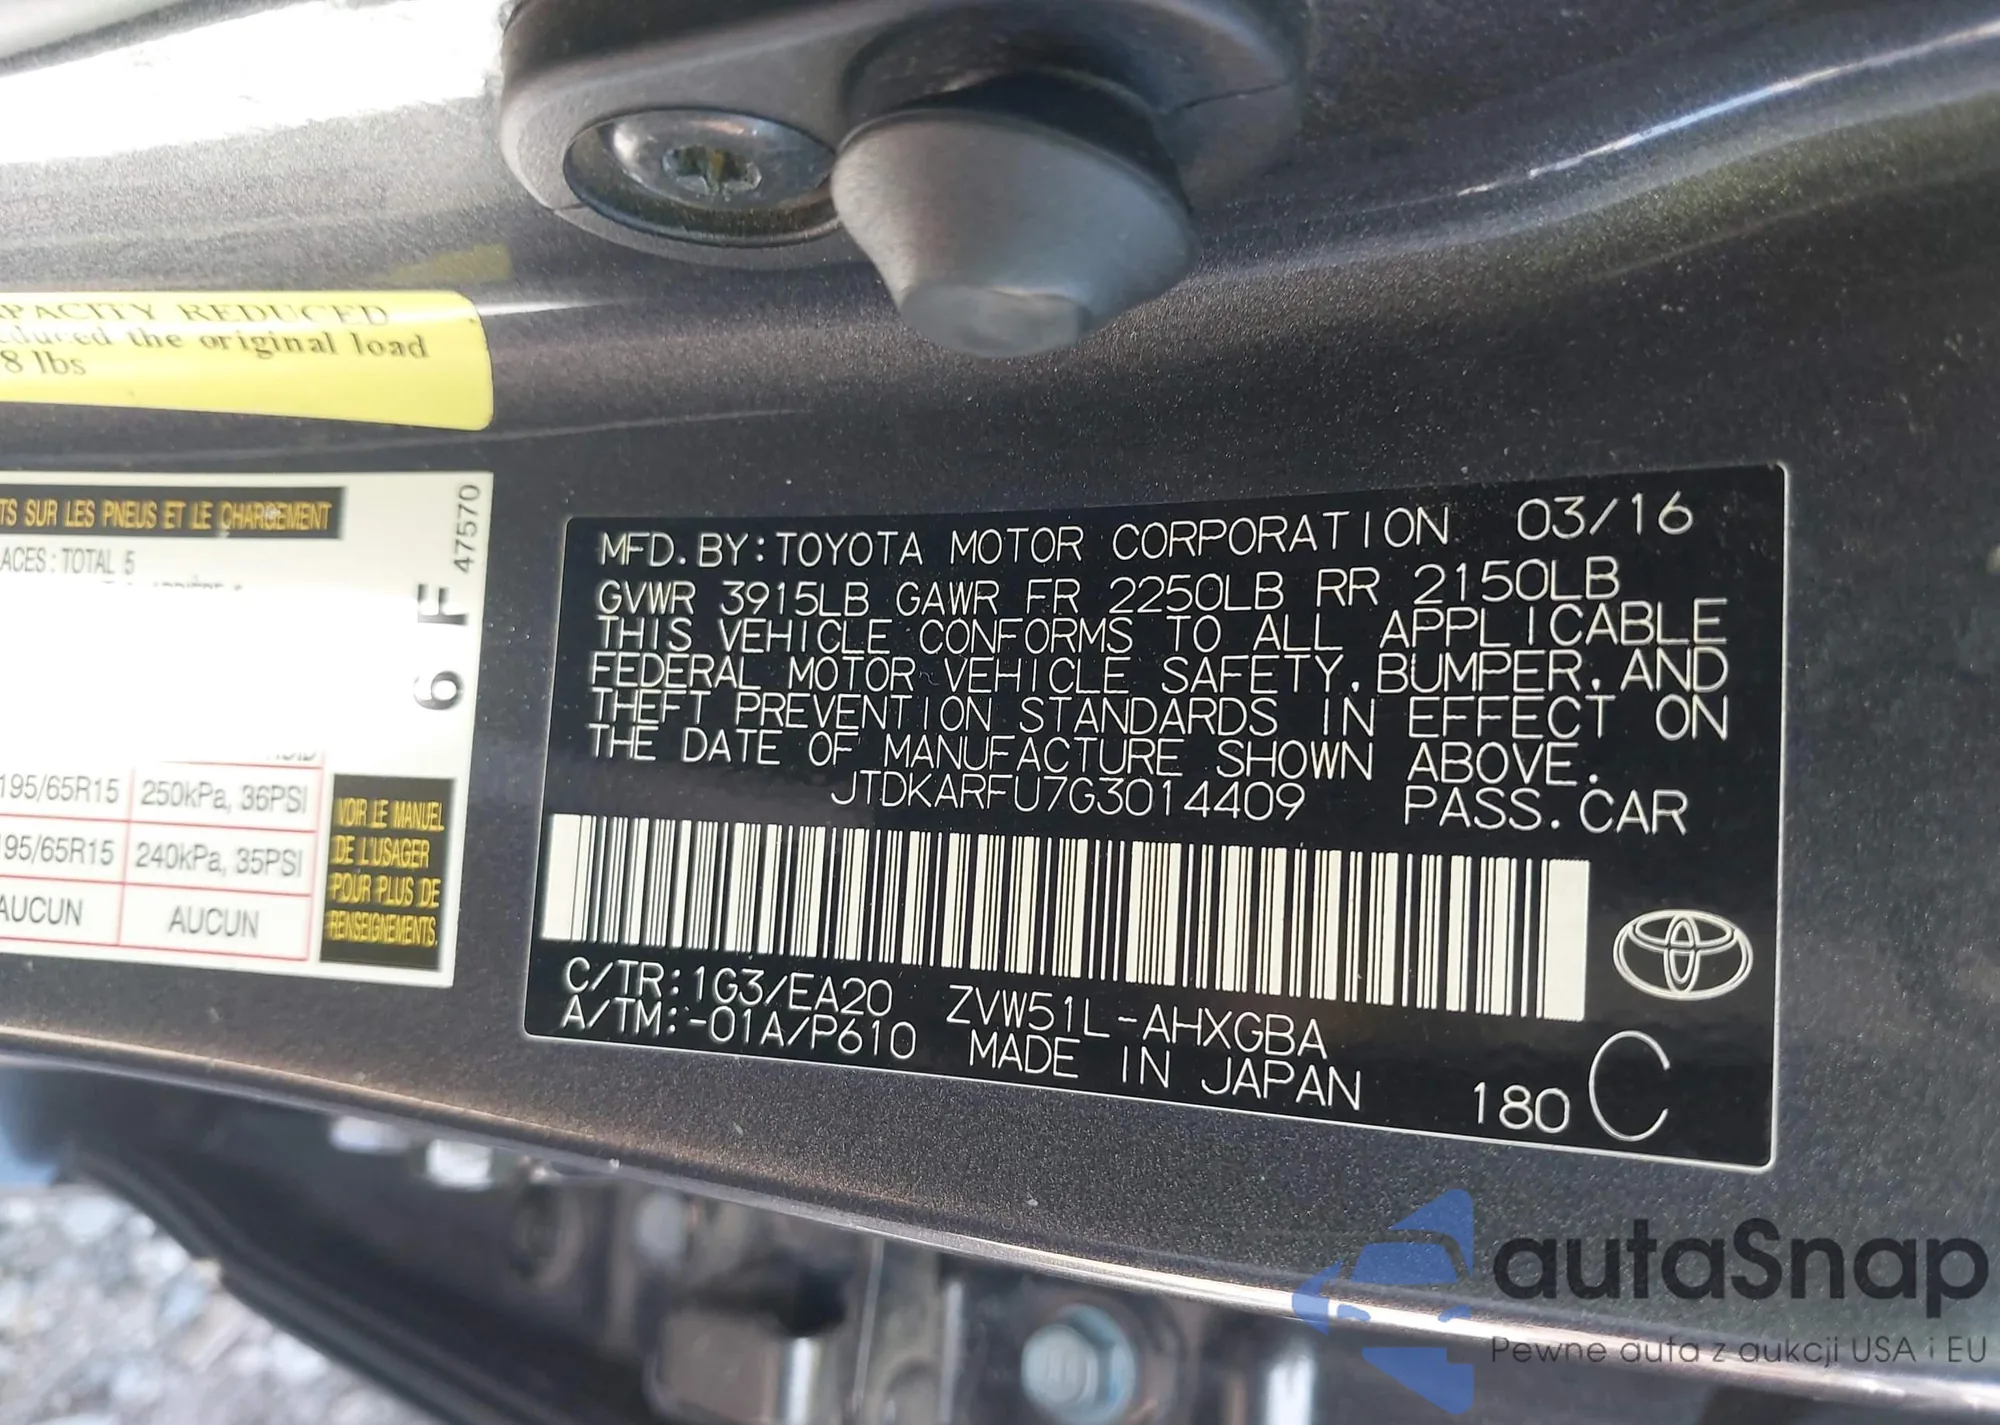 PACITY REDUCED
educed the original load
8 lbs
TS SUR LES PNEUS ET LE CHARGEMENT
ACES : TOTAL 5
47570
6 F
195/65R15 250kPa, 36PSI
195/65R15 240kPa, 35PSI
AUCUN AUCUN
VOIR LE MANUEL
DE L'USAGER
POUR PLUS DE
RENSEIGNEMENTS.
MFD. BY: TOYOTA MOTOR CORPORATION 03/16
GVWR 3915LB GAWR FR 2250LB RR 2150LB
THIS VEHICLE CONFORMS TO ALL APPLICABLE
FEDERAL MOTOR VEHICLE SAFETY, BUMPER, AND
THEFT PREVENTION STANDARDS IN EFFECT ON
THE DATE OF MANUFACTURE SHOWN ABOVE.
JTDKARFU7G3014409 PASS. CAR
C/TR: 1G3/EA20 ZVW51L-AHXGBA
A/TM: -01A/P610 MADE IN JAPAN
180 C
autaSnap
Pewne auta z aukcji USA i EU